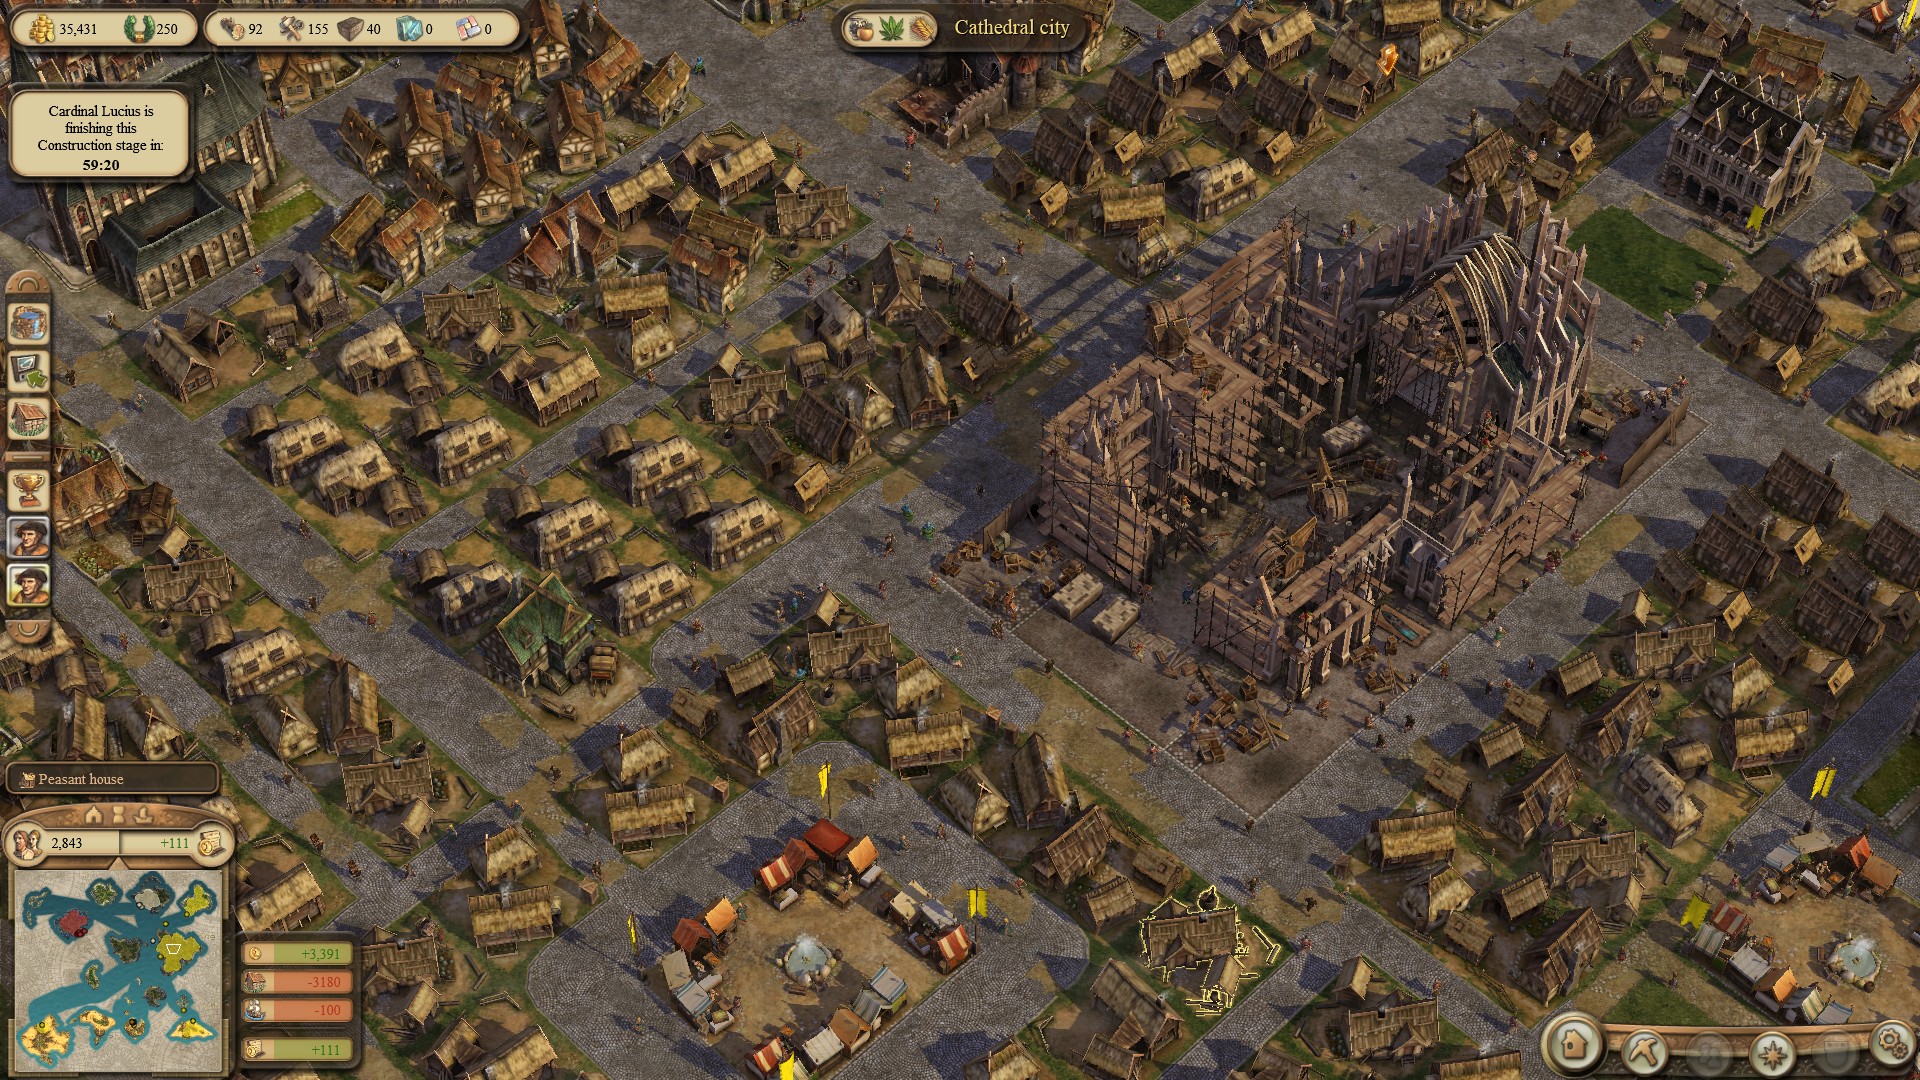 35,431
250
92
155
40
0
0
Cathedral city
Cardinal Lucius is
finishing this
Construction stage in:
59:20
Peasant house
2,843
+111
+3,391
-3180
-100
+111